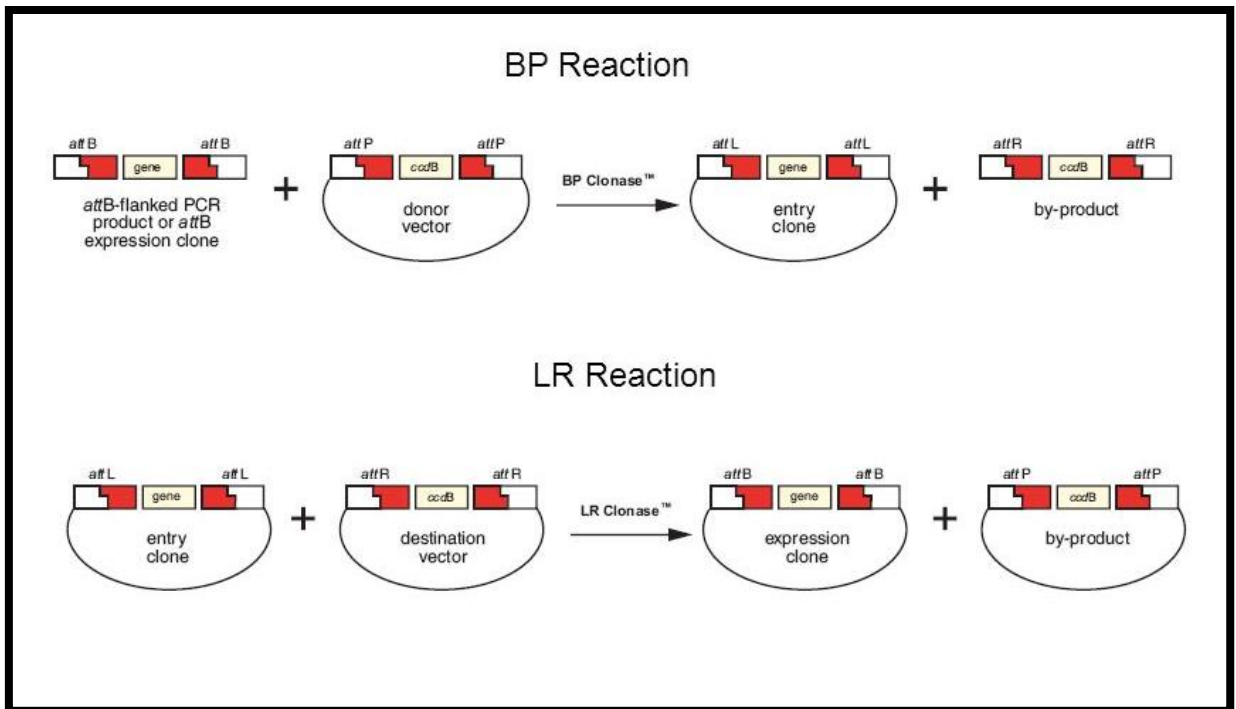 BP Reaction
attB attB attP attP attL attL attR attR
gene ccdB gene ccdB
+ BP Clonase™ +
attB-flanked PCR
product or attB
expression clone
donor
vector
entry
clone
by-product
LR Reaction
attL attL attR attR attB attB attP attP
gene ccdB gene ccdB
+ LR Clonase™ +
entry
clone
destination
vector
expression
clone
by-product